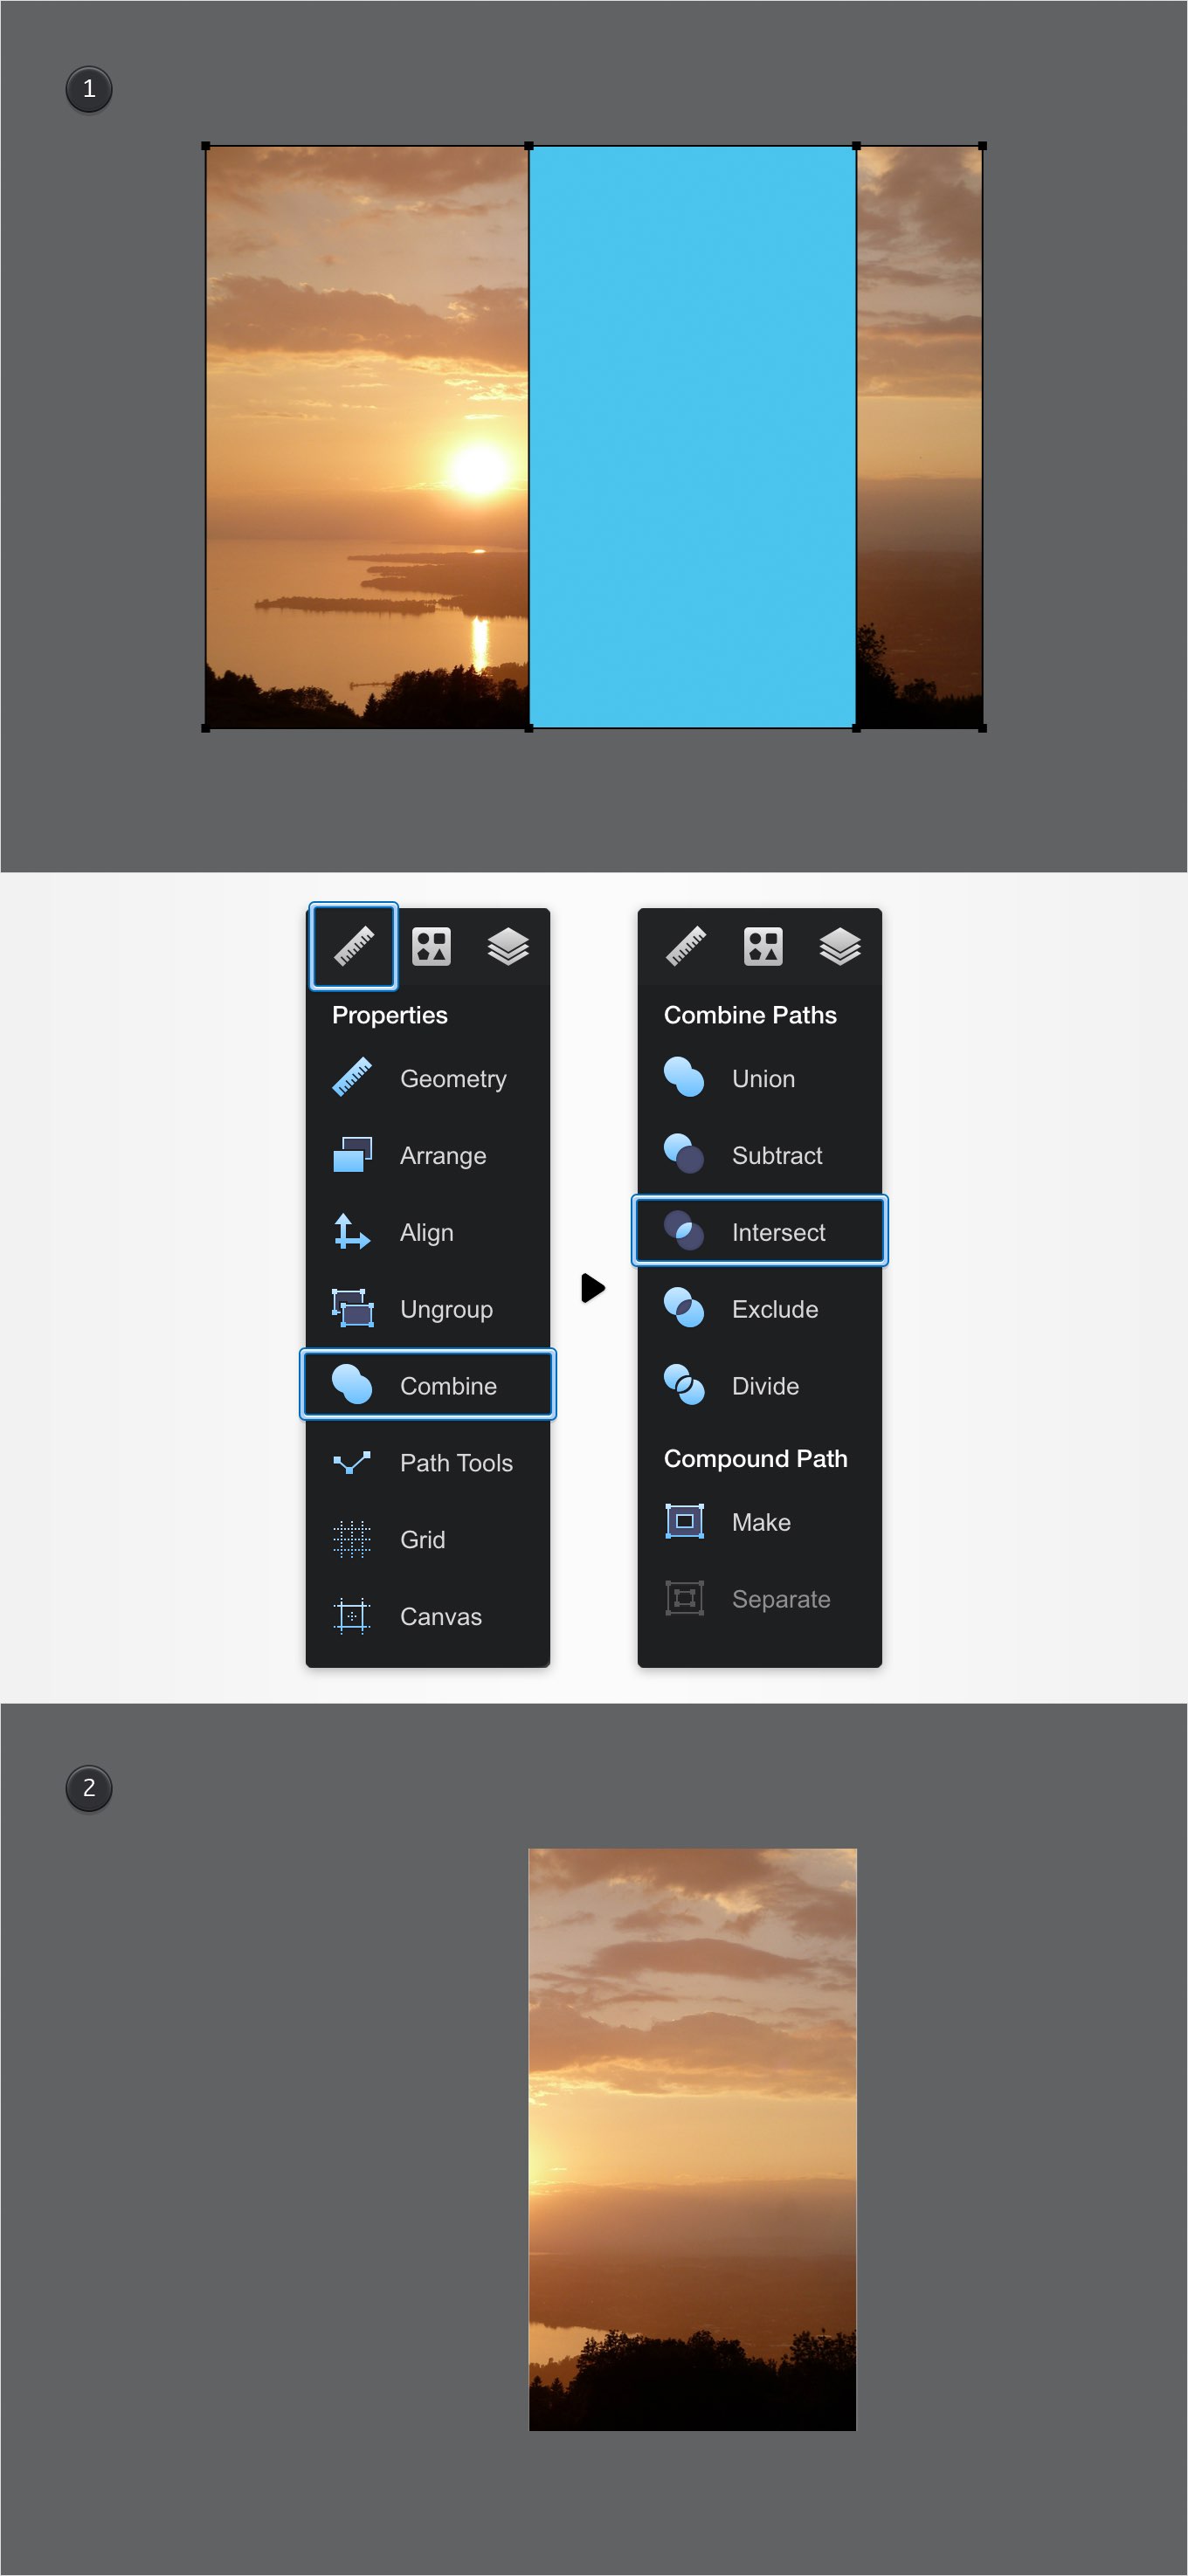 1
Properties
Geometry
Arrange
Align
Ungroup
Combine
Path Tools
Grid
Canvas
Combine Paths
Union
Subtract
Intersect
Exclude
Divide
Compound Path
Make
Separate
2